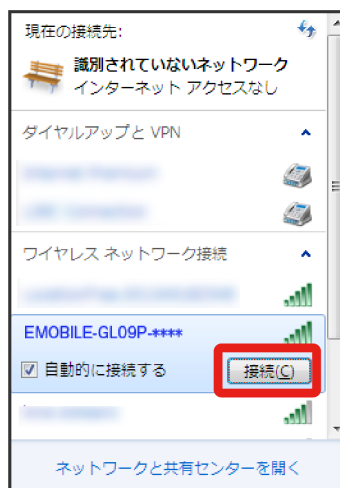 現在の接続先:
識別されていないネットワーク
インターネット アクセスなし
ダイヤルアップと VPN
ワイヤレス ネットワーク接続
EMOBILE-GL09P-****
自動的に接続する
接続(C)
ネットワークと共有センターを開く